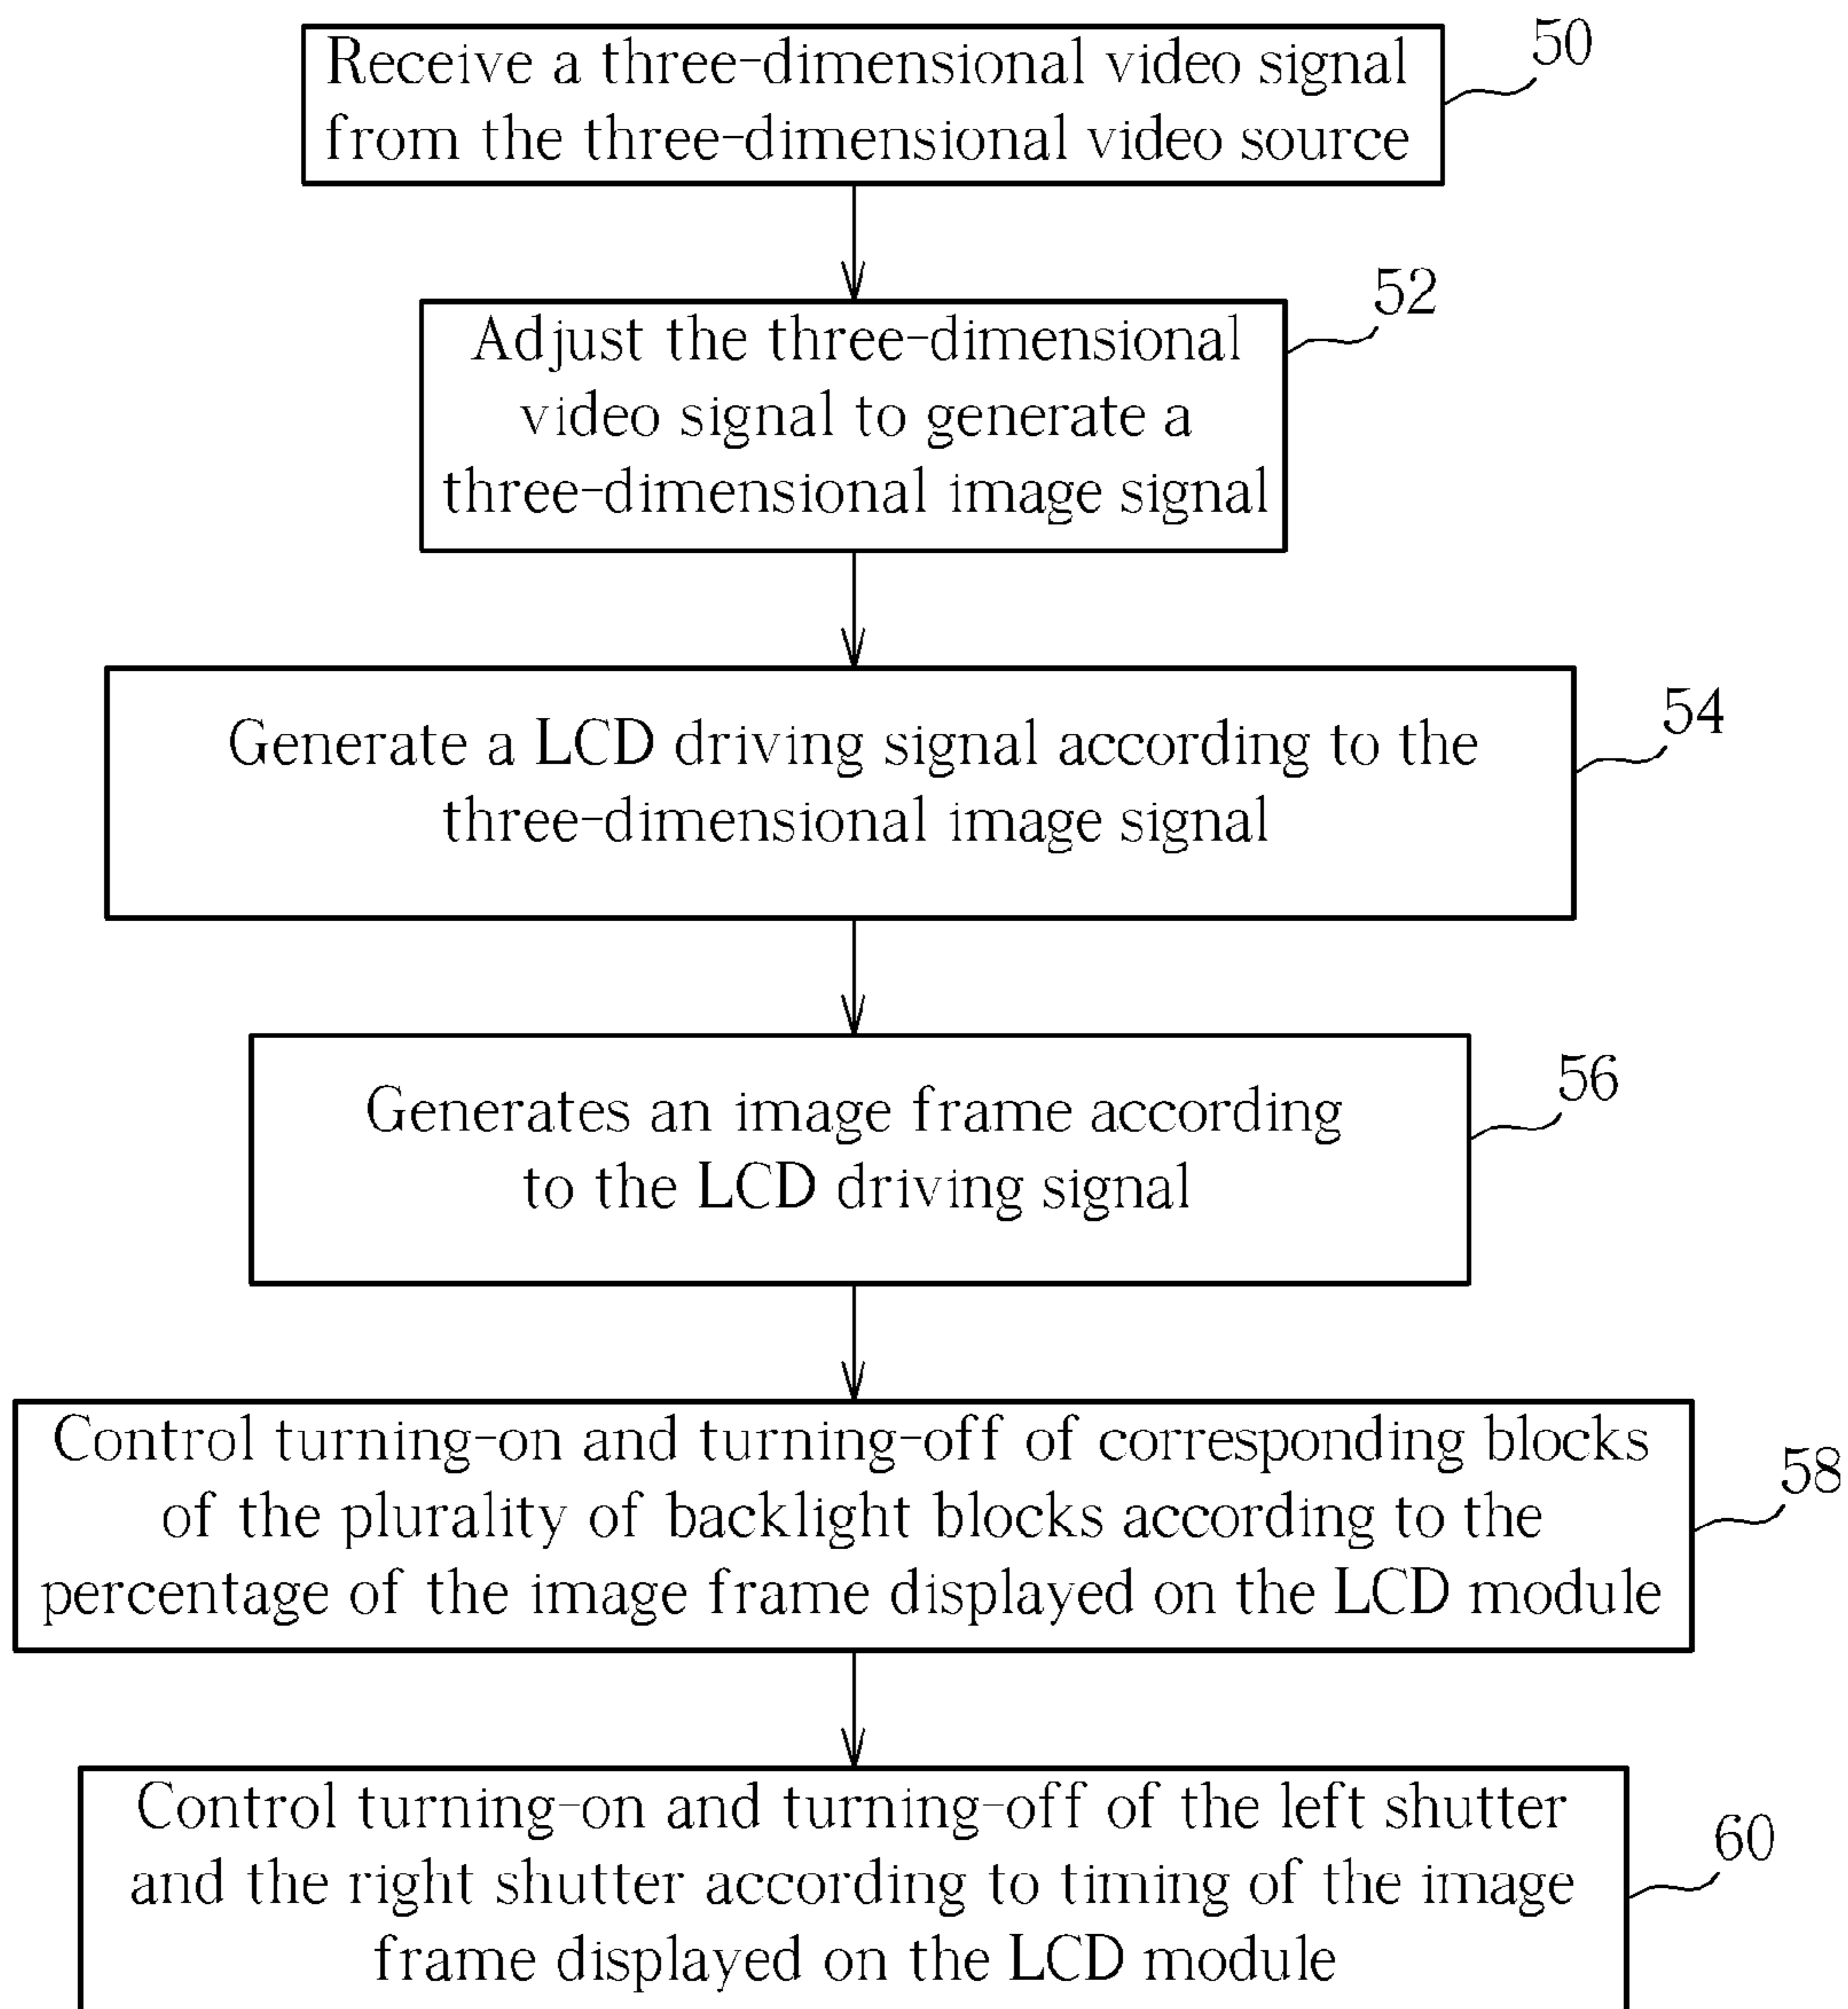 Receive a three-dimensional video signal
from the three-dimensional video source
50
Adjust the three-dimensional
video signal to generate a
three-dimensional image signal
52
Generate a LCD driving signal according to the
three-dimensional image signal
54
Generates an image frame according
to the LCD driving signal
56
Control turning-on and turning-off of corresponding blocks
of the plurality of backlight blocks according to the
percentage of the image frame displayed on the LCD module
58
Control turning-on and turning-off of the left shutter
and the right shutter according to timing of the image
frame displayed on the LCD module
60